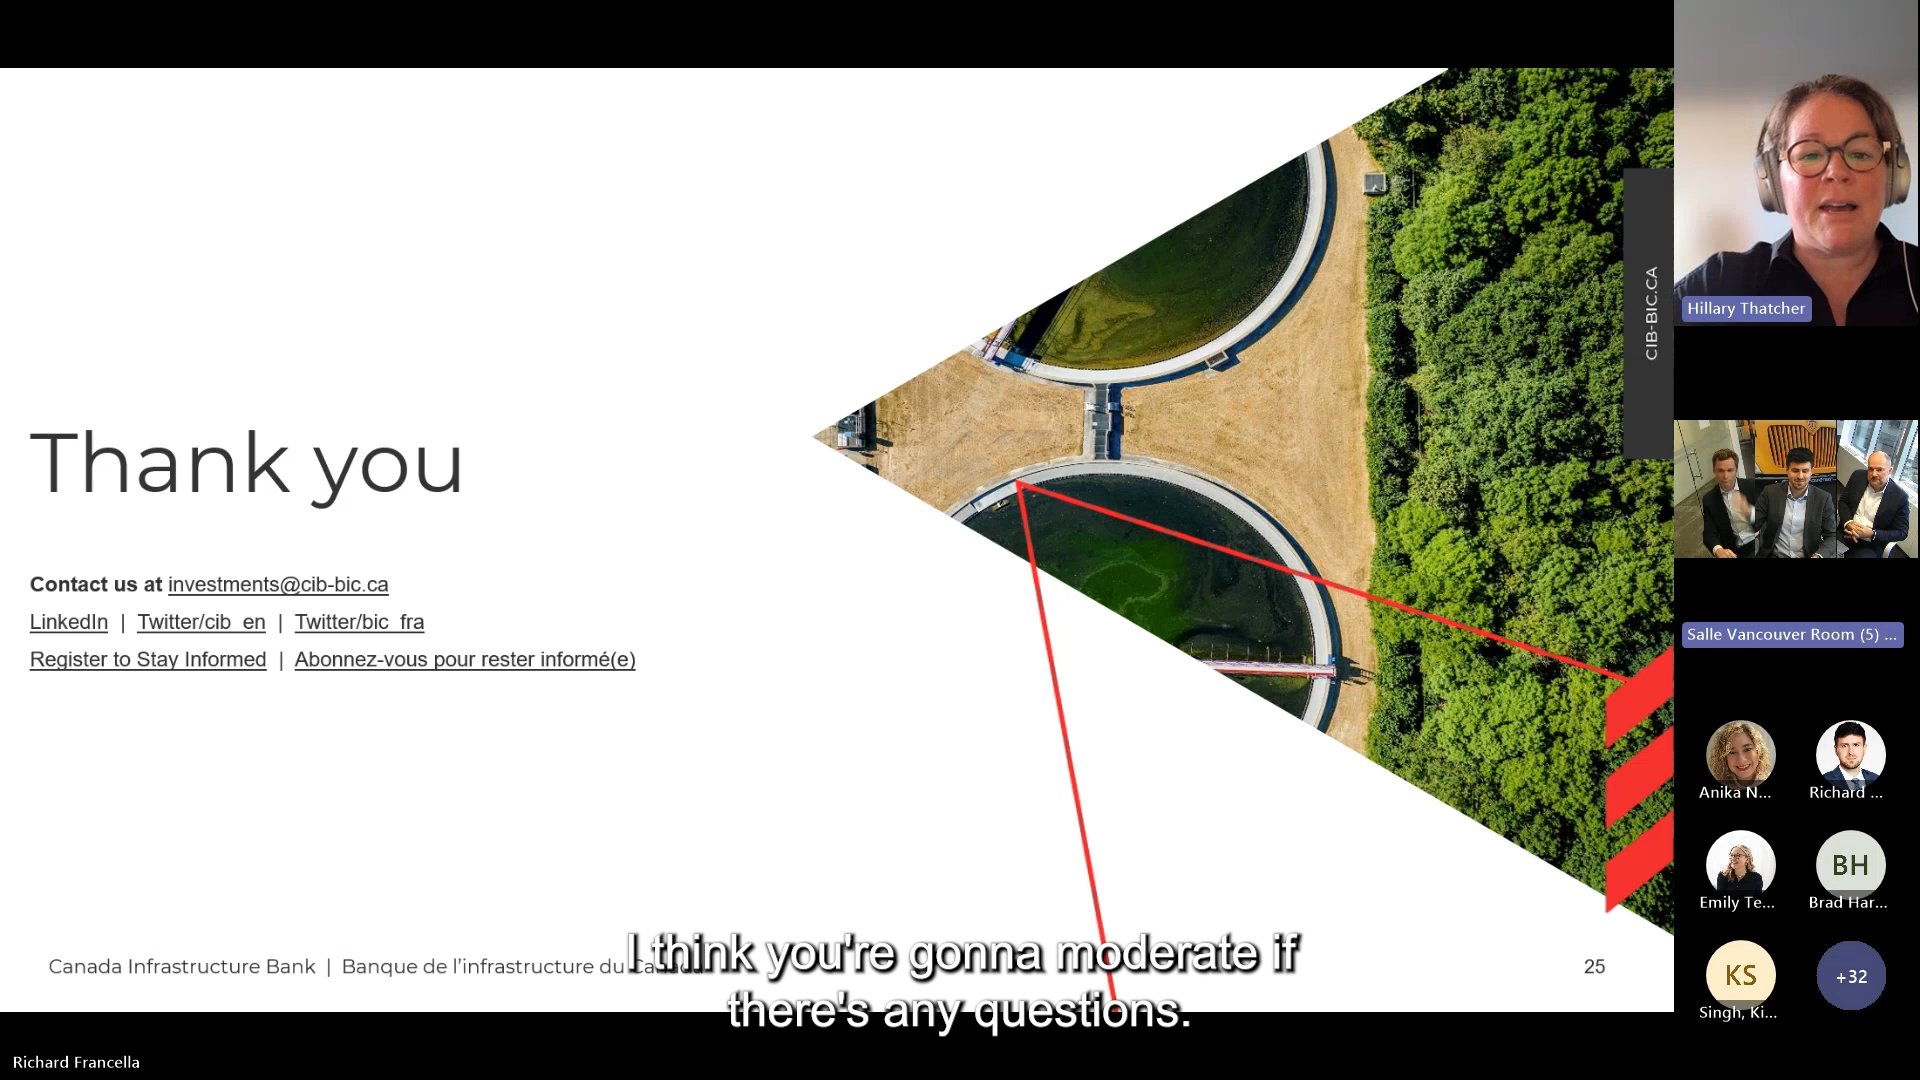 Thank you
Contact us at investments@cib-bic.ca
LinkedIn | Twitter/cib_en | Twitter/bic_fra
Register to Stay Informed | Abonnez-vous pour rester informé(e)
Canada Infrastructure Bank | Banque de l'infrastructure du Canada
25
CIB-BIC.CA
I think you're gonna moderate if
there's any questions.
Richard Francella
Hillary Thatcher
Salle Vancouver Room (5) ...
Anika N...
Richard ...
Emily Te...
BH
Brad Har...
KS
Singh, Ki...
+32